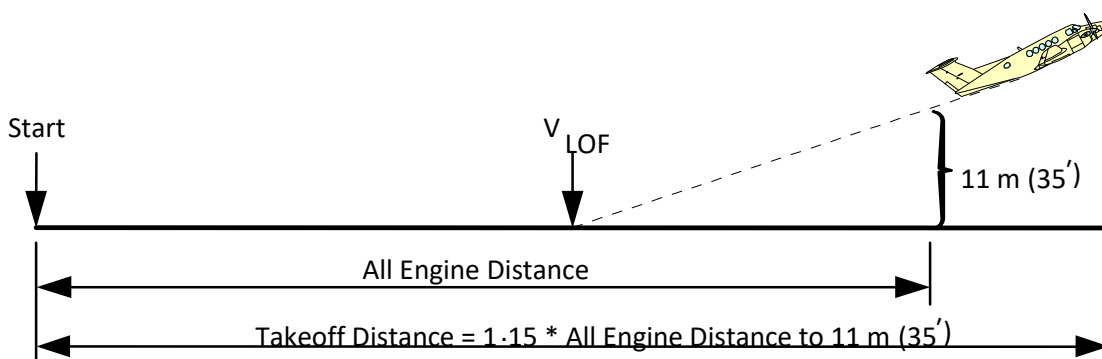 Start
V LOF
11 m (35′)
All Engine Distance
Takeoff Distance = 1·15 * All Engine Distance to 11 m (35′)